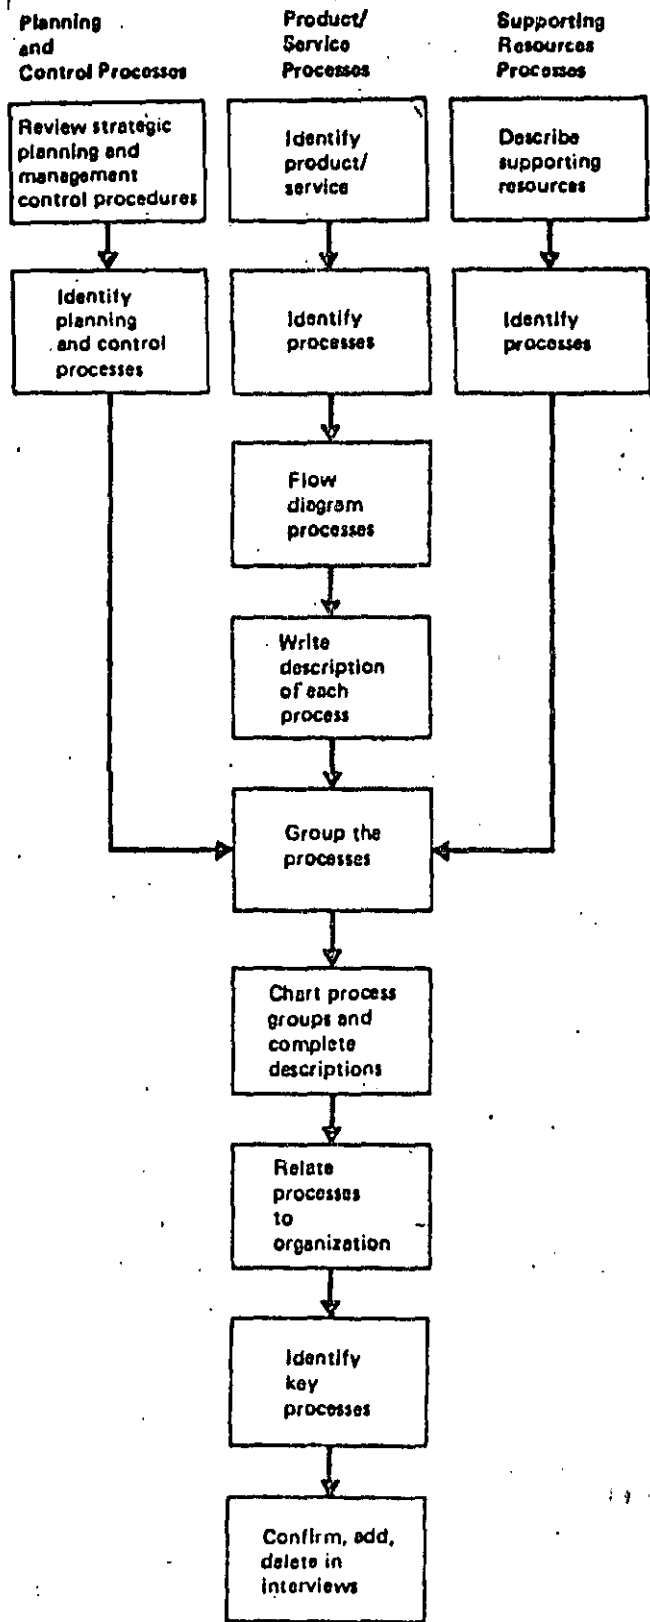 Planning
and
Control Processes
Product/
Service
Processes
Supporting
Resources
Processes
Review strategic
planning and
management
control procedures
Identify
product/
service
Describe
supporting
resources
Identify
planning
and control
processes
Identify
processes
Identify
processes
Flow
diagram
processes
Write
description
of each
process
Group the
processes
Chart process
groups and
complete
descriptions
Relate
processes
to
organization
Identify
key
processes
Confirm, add,
delete in
interviews